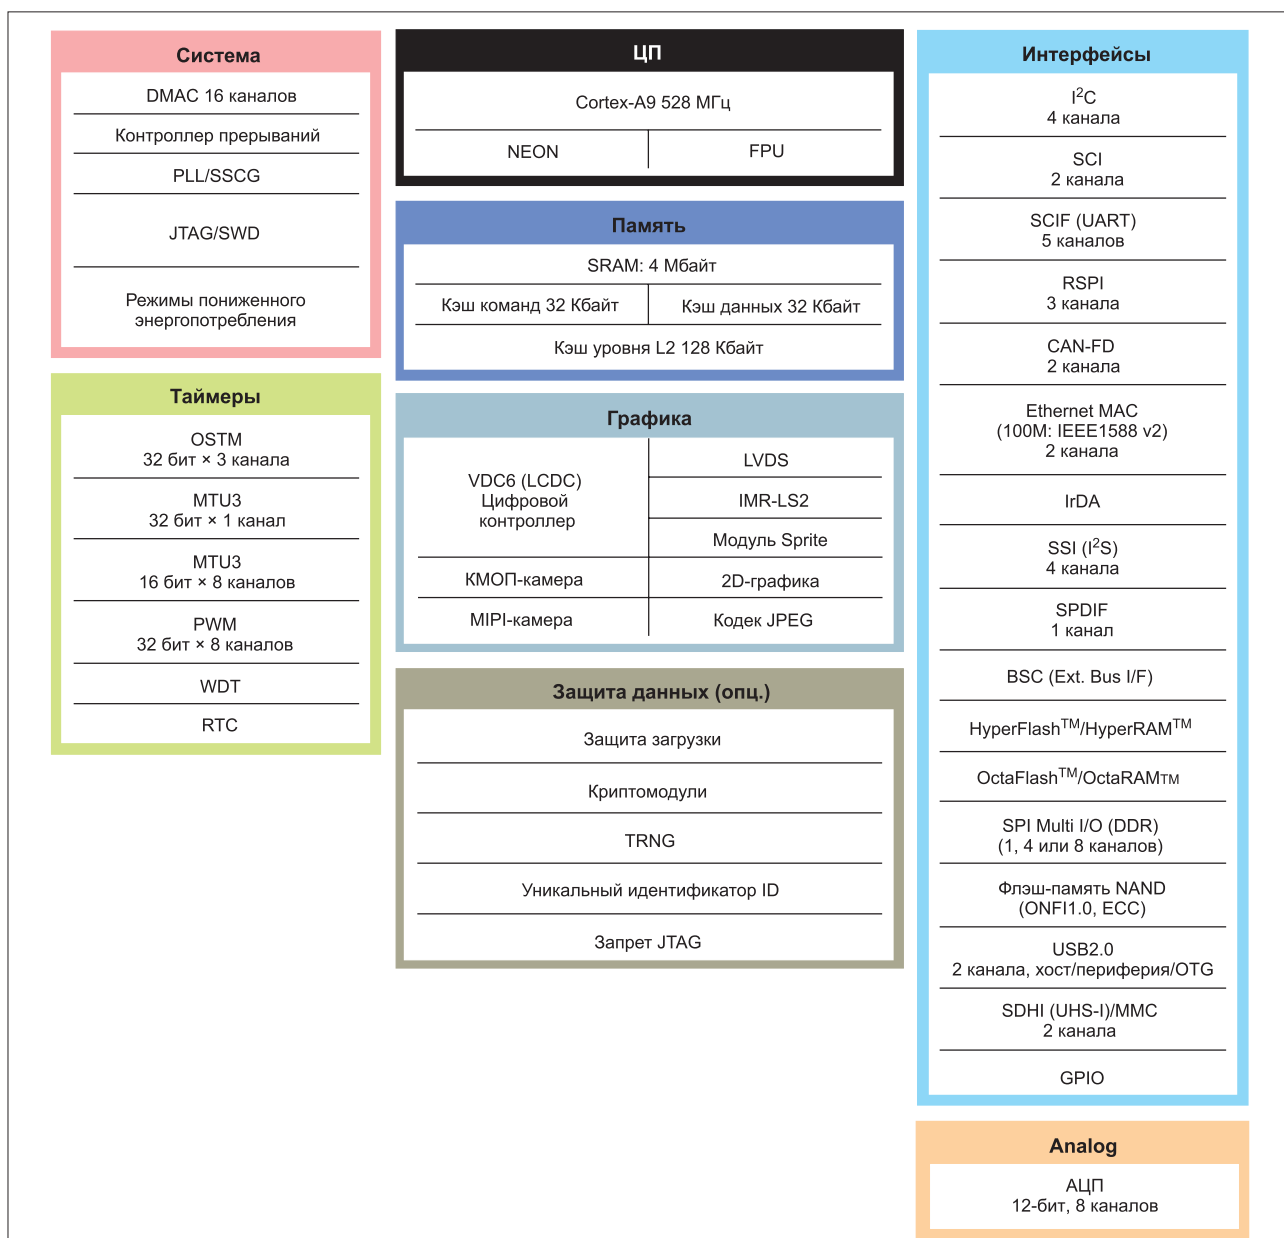 Система
DMAC 16 каналов
Контроллер прерываний
PLL/SSCG
JTAG/SWD
Режимы пониженного
энергопотребления
Таймеры
OSTM
32 бит × 3 канала
MTU3
32 бит × 1 канал
MTU3
16 бит × 8 каналов
PWM
32 бит × 8 каналов
WDT
RTC
ЦП
Cortex-A9 528 МГц
NEON
FPU
Память
SRAM: 4 Мбайт
Кэш команд 32 Кбайт
Кэш данных 32 Кбайт
Кэш уровня L2 128 Кбайт
Графика
VDC6 (LCDC)
Цифровой
контроллер
LVDS
IMR-LS2
Модуль Sprite
КМОП-камера
2D-графика
MIPI-камера
Кодек JPEG
Защита данных (опц.)
Защита загрузки
Криптомодули
TRNG
Уникальный идентификатор ID
Запрет JTAG
Интерфейсы
I²C
4 канала
SCI
2 канала
SCIF (UART)
5 каналов
RSPI
3 канала
CAN-FD
2 канала
Ethernet MAC
(100M: IEEE1588 v2)
2 канала
IrDA
SSI (I²S)
4 канала
SPDIF
1 канал
BSC (Ext. Bus I/F)
HyperFlash™/HyperRAM™
OctaFlash™/OctaRAM™
SPI Multi I/O (DDR)
(1, 4 или 8 каналов)
Флэш-память NAND
(ONFI1.0, ECC)
USB2.0
2 канала, хост/периферия/OTG
SDHI (UHS-I)/MMC
2 канала
GPIO
Analog
АЦП
12-бит, 8 каналов